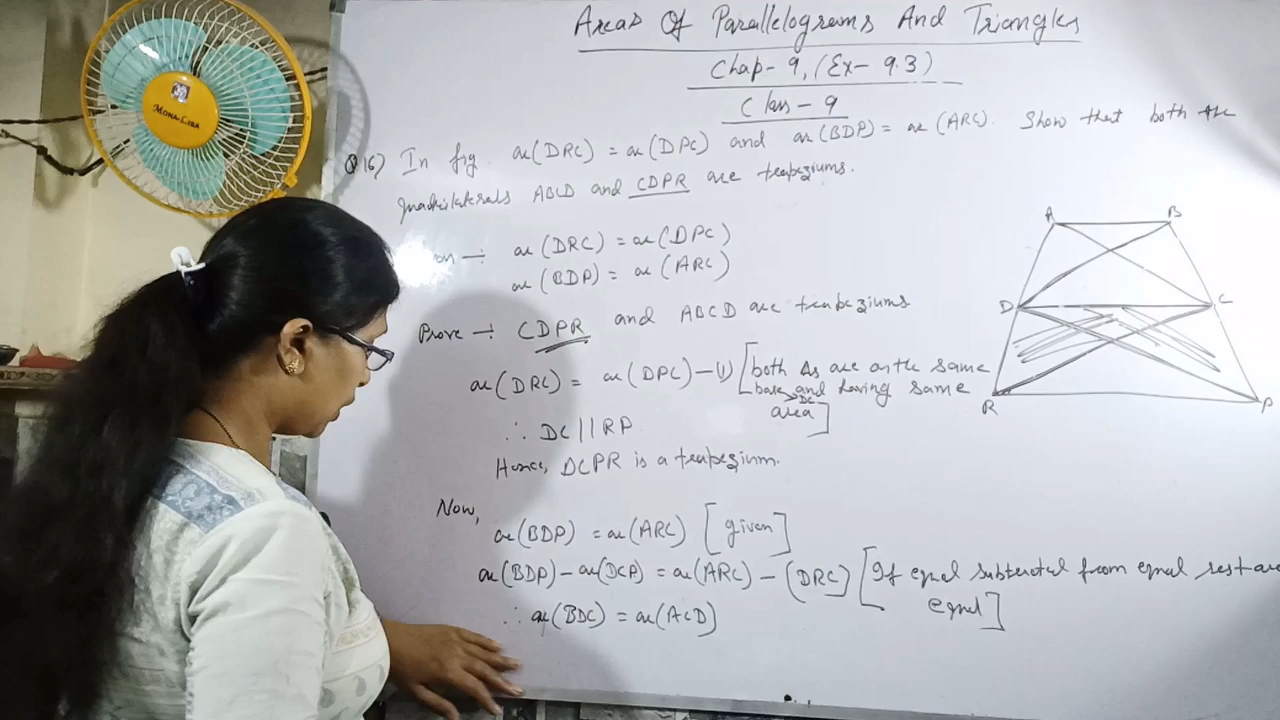 Areas Of Parallelograms And Triangles
Chap-9, (Ex- 9.3)
Class - 9
MONA-LISA
Q16) In fig. ar(DRC) = ar(DPC) and ar(BDP) = ar(ARC). Show that both the
quadrilaterals ABCD and CDPR are trapeziums.
ar(DRC) = ar(DPC)
ar(BDP) = ar(ARC)
Prove -: CDPR and ABCD are trapeziums
ar(DRC) = ar(DPC) - (1) [both Δs are on the same
base DC and having same
area]
∴ DC || RP.
Hence, DCPR is a trapezium.
Now,
ar(BDP) = ar(ARC) [given]
ar(BDP) - ar(DCP) = ar(ARC) - (DRC) [If equal subtracted from equal rest are
equal]
∴ ar(BDC) = ar(ACD)
A B
D C
R P